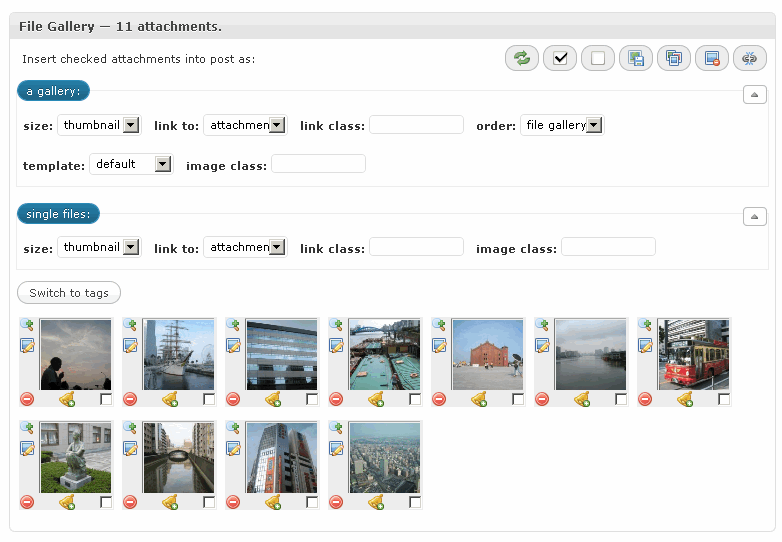 File Gallery — 11 attachments.
Insert checked attachments into post as:
a gallery:
size: thumbnail link to: attachmen link class: order: file gallery
template: default image class:
single files:
size: thumbnail link to: attachmen link class: image class:
Switch to tags